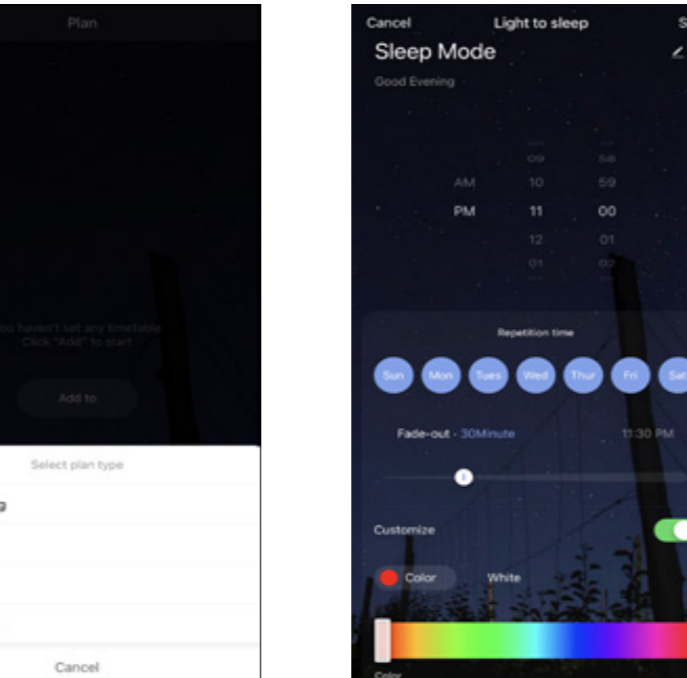 Plan
You haven't set any timetable
Click "Add" to start
Add to
Select plan type
g
Cancel
Cancel Light to sleep S
Sleep Mode
Good Evening
09 58
AM 10 59
PM 11 00
12 01
01 02
Repetition time
Sun Mon Tues Wed Thur Fri Sat
Fade-out - 30Minute 11:30 PM
Customize
Color White
Color